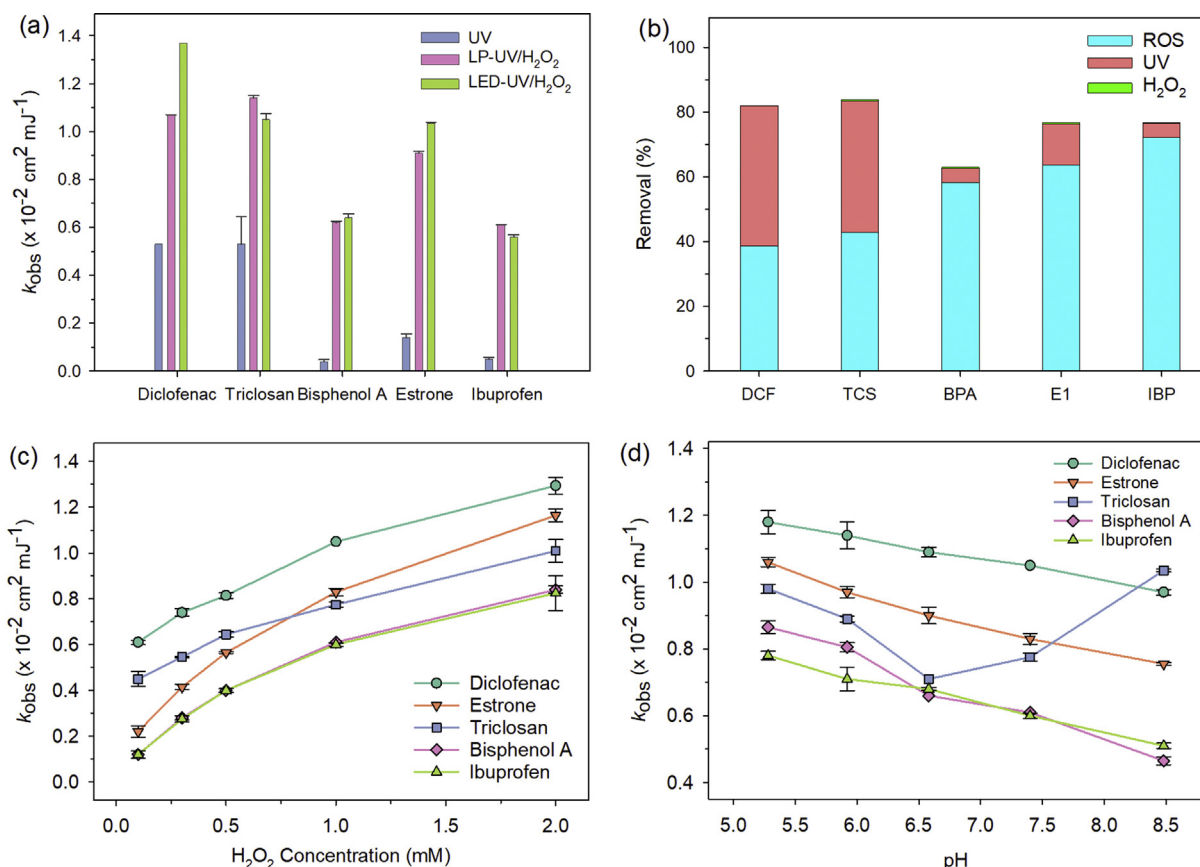 (a)
UV
LP-UV/H₂O₂
LED-UV/H₂O₂
k_obs (x 10⁻² cm² mJ⁻¹)
1.4
1.2
1.0
0.8
0.6
0.4
0.2
0.0
Diclofenac Triclosan Bisphenol A Estrone Ibuprofen
(b)
ROS
UV
H₂O₂
Removal (%)
100
80
60
40
20
0
DCF TCS BPA E1 IBP
(c)
k_obs (x 10⁻² cm² mJ⁻¹)
1.4
1.2
1.0
0.8
0.6
0.4
0.2
0.0
Diclofenac
Estrone
Triclosan
Bisphenol A
Ibuprofen
0.0 0.5 1.0 1.5 2.0
H₂O₂ Concentration (mM)
(d)
k_obs (x 10⁻² cm² mJ⁻¹)
1.4
1.2
1.0
0.8
0.6
0.4
Diclofenac
Estrone
Triclosan
Bisphenol A
Ibuprofen
5.0 5.5 6.0 6.5 7.0 7.5 8.0 8.5
pH